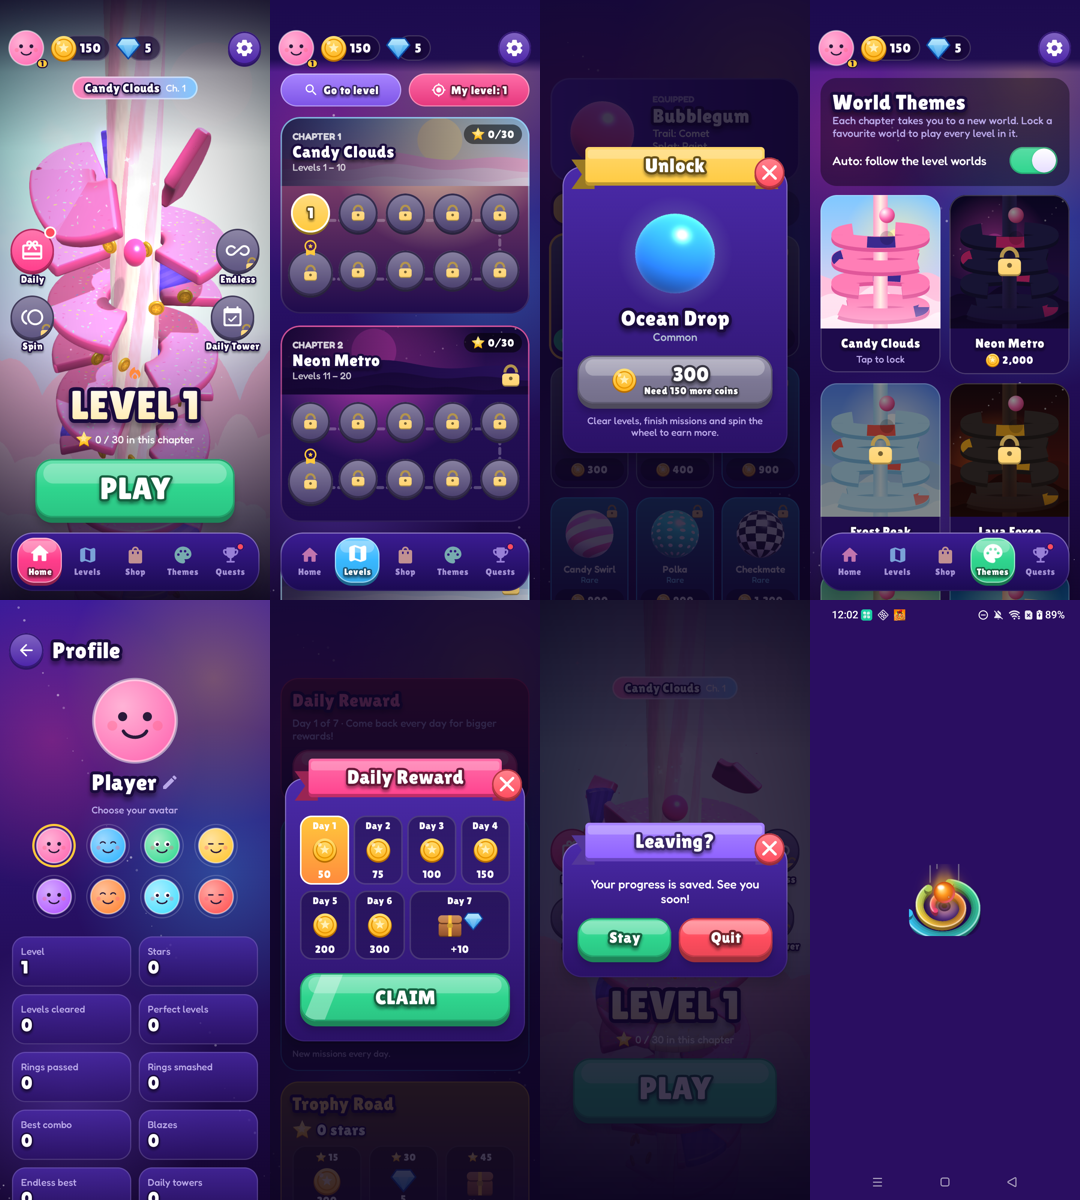 150
5
1
Candy Clouds Ch. 1
Daily
Endless
Spin
Daily Tower
LEVEL 1
0 / 30 in this chapter
PLAY
Home
Levels
Shop
Themes
Quests
150
5
1
Go to level
My level: 1
CHAPTER 1
0/30
Candy Clouds
Levels 1 – 10
1
CHAPTER 2
0/30
Neon Metro
Levels 11 – 20
Home
Levels
Shop
Themes
Quests
EQUIPPED
Bubblegum
Trail: Comet
Unlock
Ocean Drop
Common
300
Need 150 more coins
Clear levels, finish missions and spin the
wheel to earn more.
300
400
900
Candy Swirl
Rare
Polka
Rare
Checkmate
Rare
150
5
1
World Themes
Each chapter takes you to a new world. Lock a
favourite world to play every level in it.
Auto: follow the level worlds
Candy Clouds
Tap to lock
Neon Metro
2,000
Frost Peak
Lava Forge
Home
Levels
Shop
Themes
Quests
Profile
Player
Choose your avatar
Level
1
Stars
0
Levels cleared
0
Perfect levels
0
Rings passed
0
Rings smashed
0
Best combo
0
Blazes
0
Endless best
Daily towers
Daily Reward
Day 1 of 7 · Come back every day for bigger
rewards!
Daily Reward
Day 1
50
Day 2
75
Day 3
100
Day 4
150
Day 5
200
Day 6
300
Day 7
+10
CLAIM
New missions every day.
Trophy Road
0 stars
15
30
45
Candy Clouds Ch. 1
Leaving?
Your progress is saved. See you
soon!
Stay
Quit
LEVEL 1
0 / 30 in this chapter
PLAY
12:02
89%